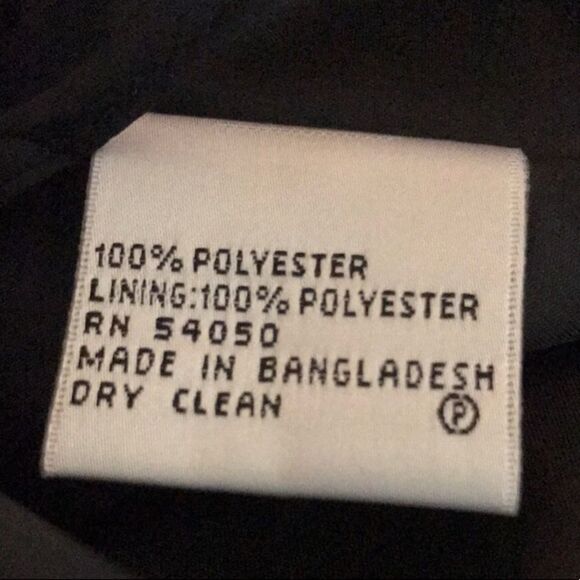 100% POLYESTER
LINING:100% POLYESTER
RN 54050
MADE IN BANGLADESH
DRY CLEAN Ⓟ